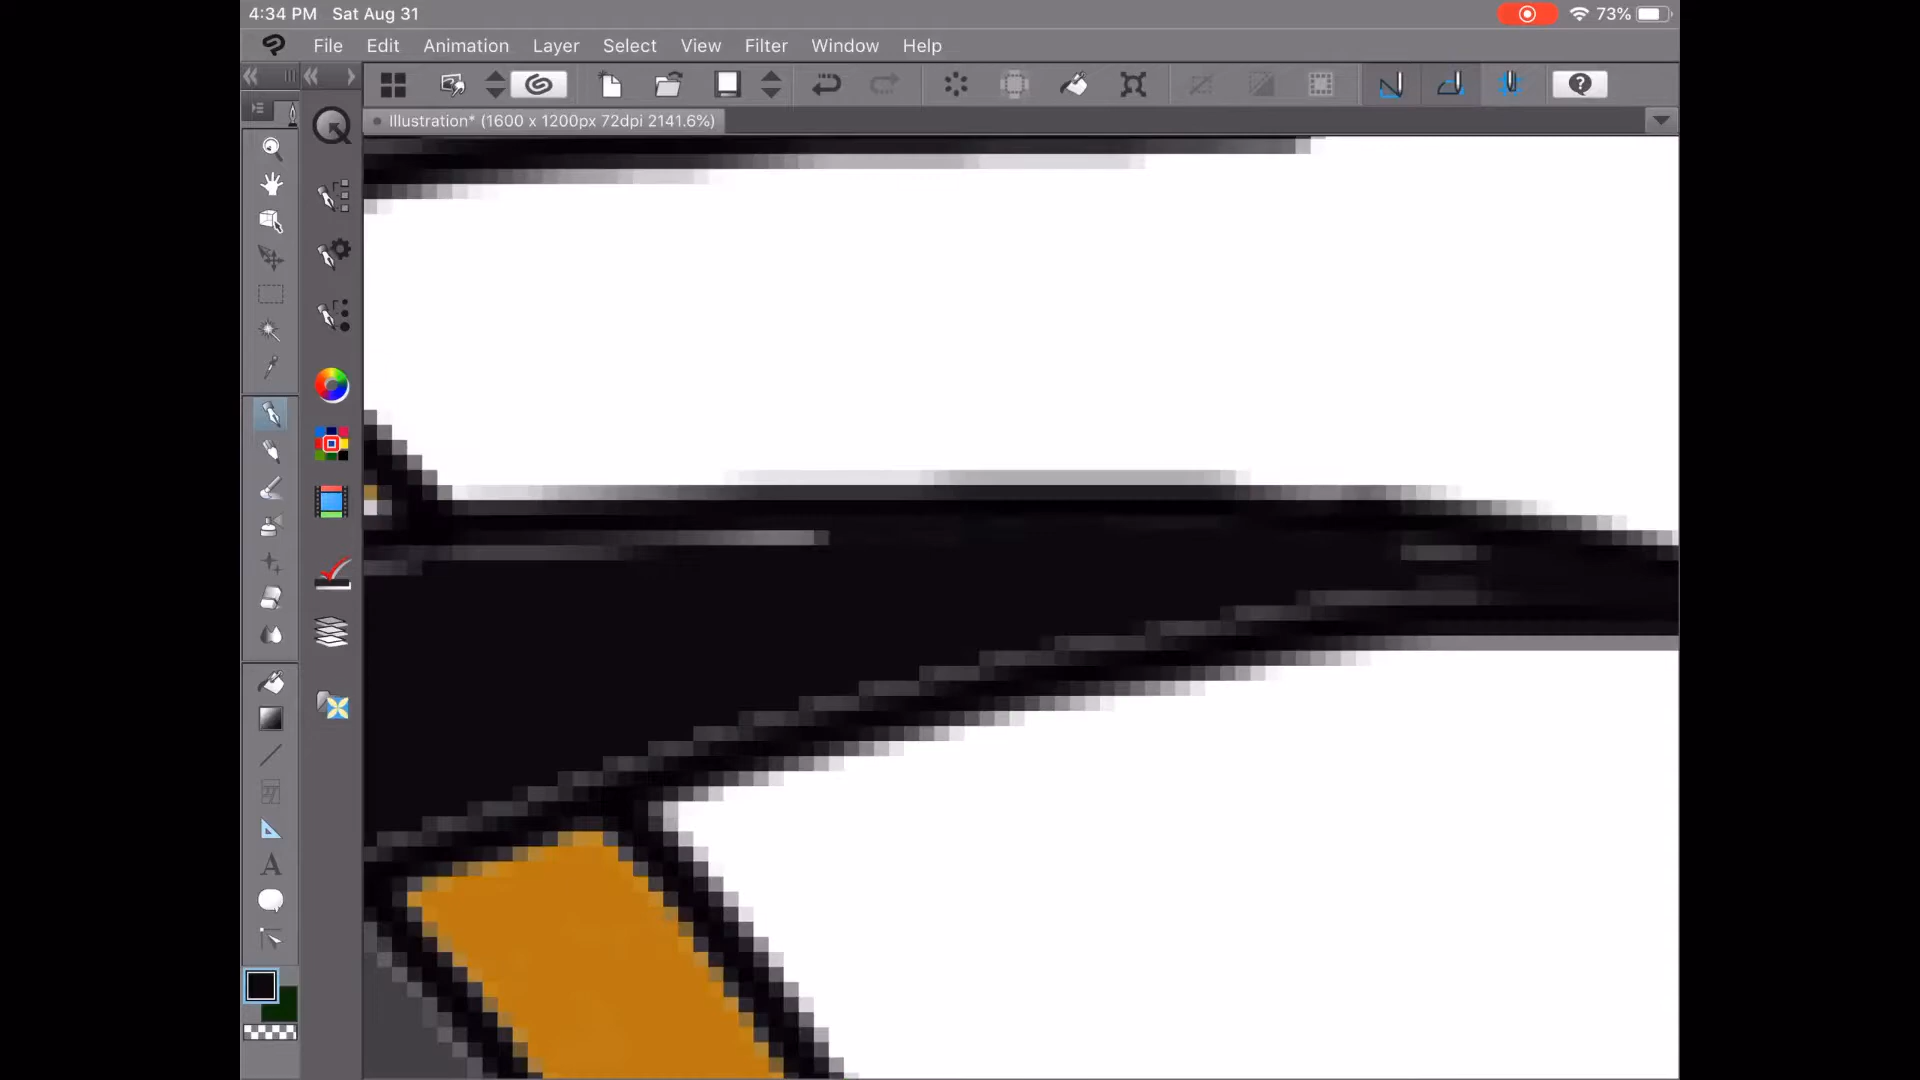 4:34 PM Sat Aug 31 73%
File Edit Animation Layer Select View Filter Window Help
Illustration* (1600 x 1200px 72dpi 2141.6%)
A